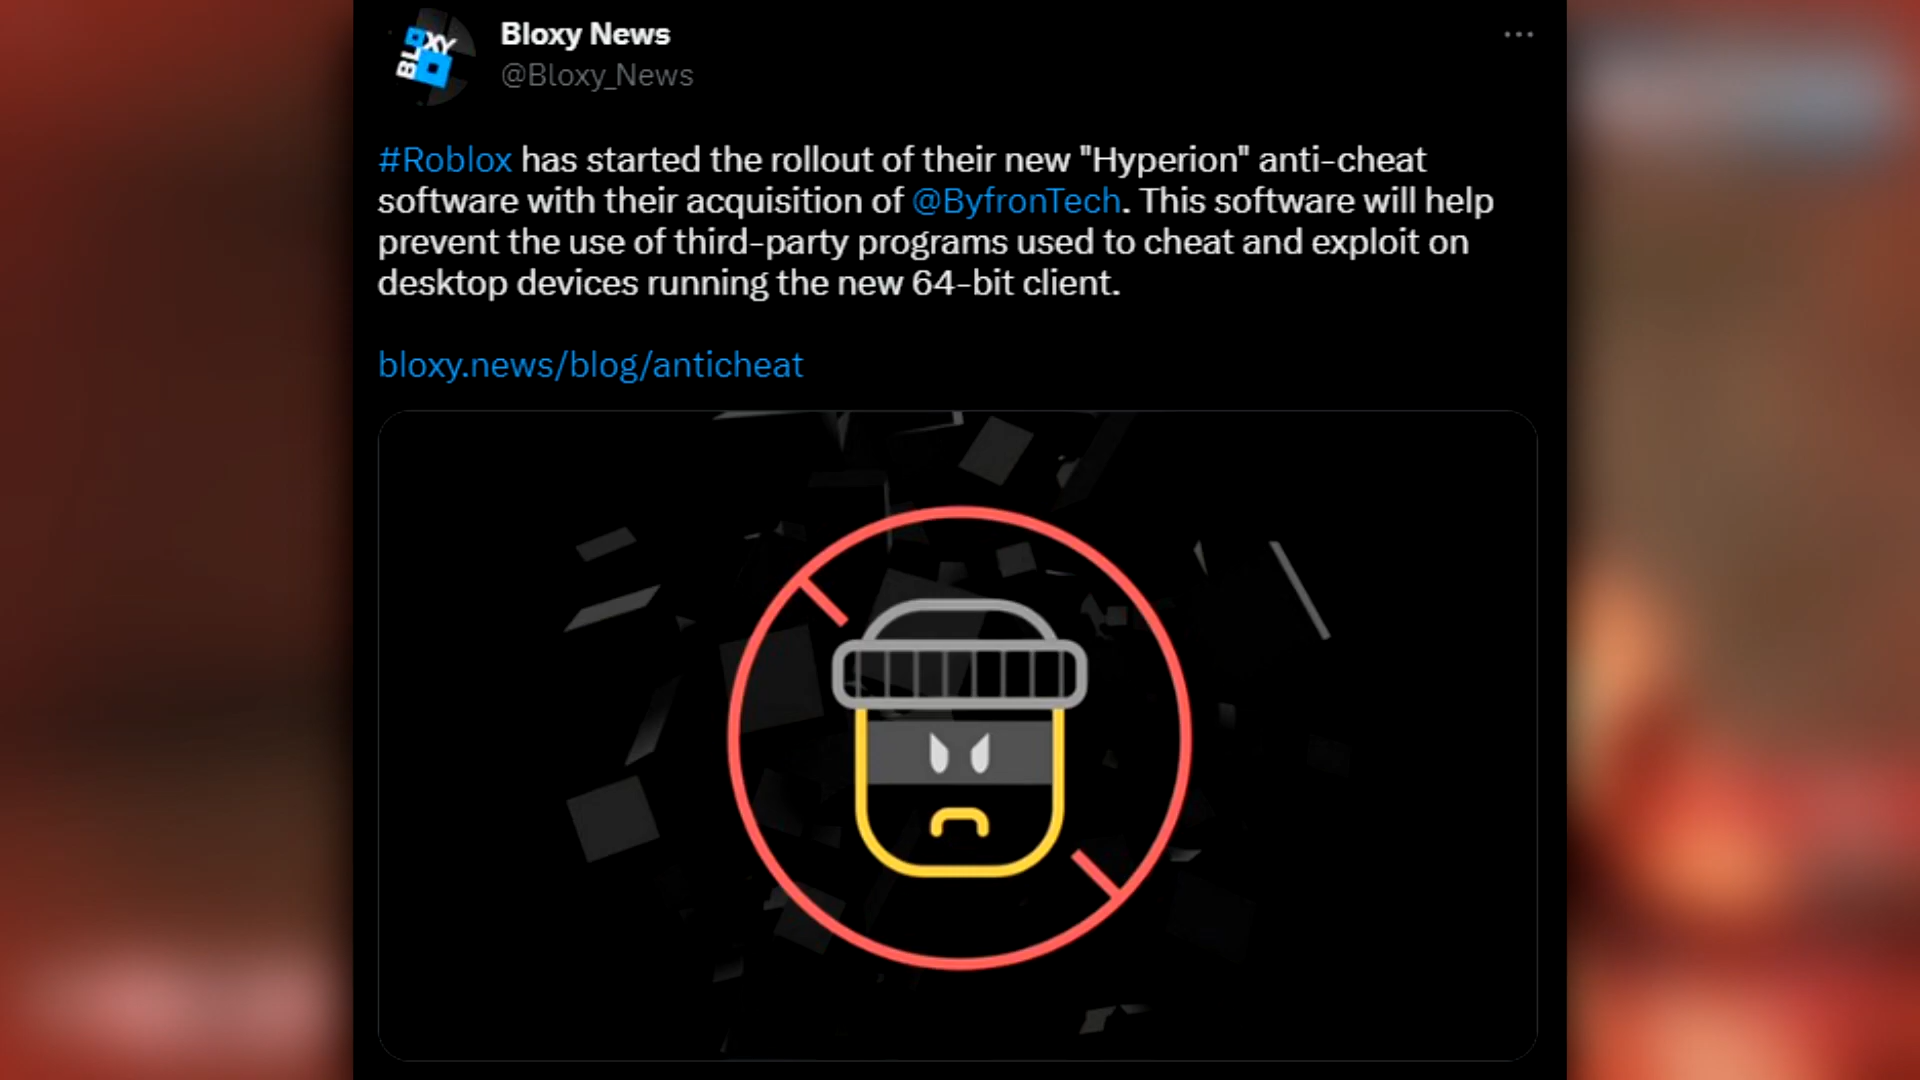 BLOXY
Bloxy News
@Bloxy_News
#Roblox has started the rollout of their new "Hyperion" anti-cheat
software with their acquisition of @ByfronTech. This software will help
prevent the use of third-party programs used to cheat and exploit on
desktop devices running the new 64-bit client.
bloxy.news/blog/anticheat